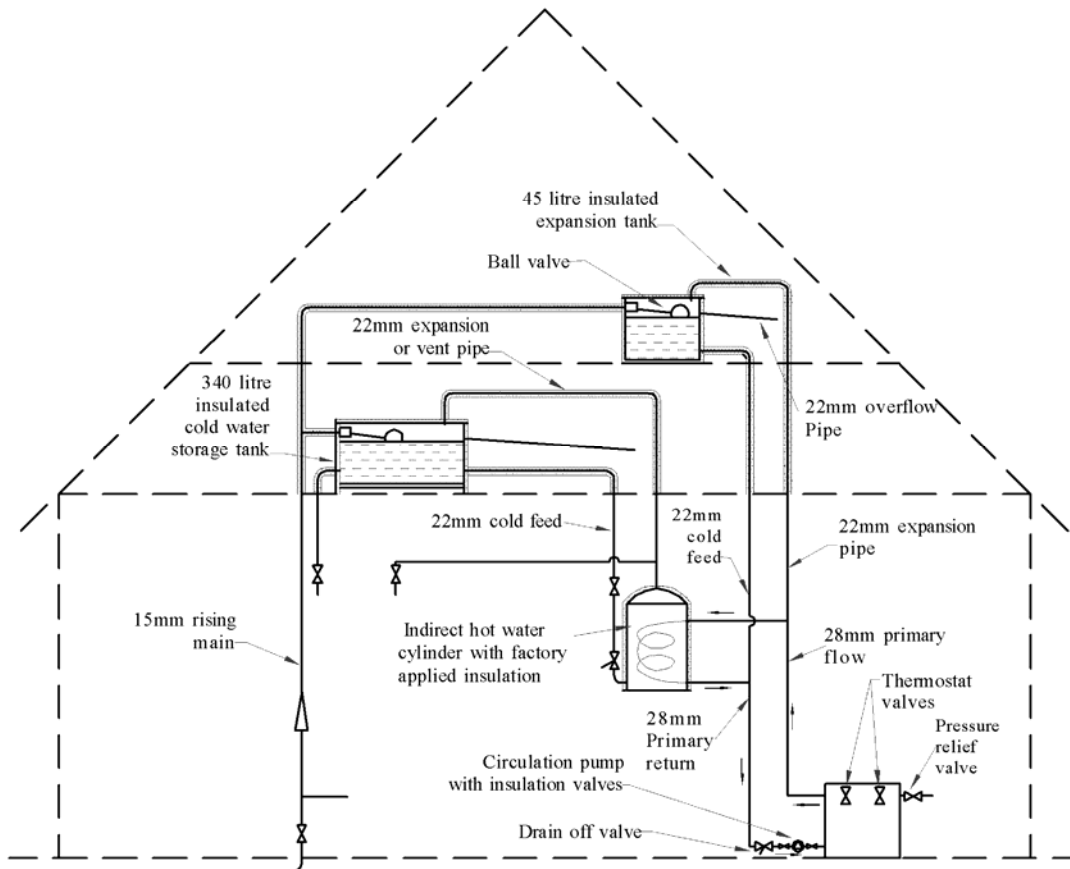 45 litre insulated
expansion tank
Ball valve
22mm expansion
or vent pipe
340 litre
insulated
cold water
storage tank
22mm overflow
Pipe
22mm cold feed
22mm
cold
feed
22mm expansion
pipe
15mm rising
main
Indirect hot water
cylinder with factory
applied insulation
28mm primary
flow
Thermostat
valves
28mm
Primary
return
Pressure
relief
valve
Circulation pump
with insulation valves
Drain off valve